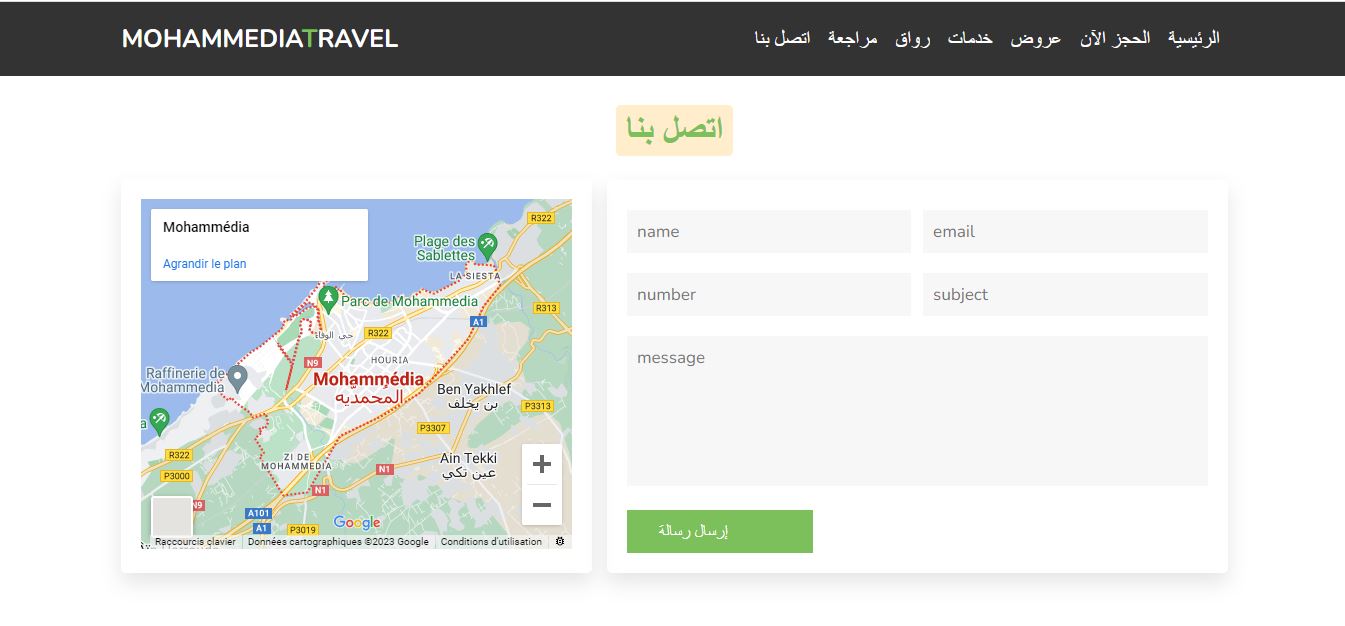 MOHAMMEDIATRAVEL
الرئيسية الحجز الآن عروض خدمات رواق مراجعة اتصل بنا
اتصل بنا
Mohammédia
Agrandir le plan
R322
Plage des
Sablettes
LA SIESTA
Parc de Mohammedia
R313
A1
حي الوفاء
R322
HOURIA
N9
Raffinerie de
Mohammedia
Mohammédia
المحمدية
Ben Yakhlef
بن يخلف
P3313
a
P3307
R322
ZI DE
MOHAMMEDIA
Ain Tekki
عين تكي
N1
P3000
N1
N9
A101
A1
P3019
Google
Raccourcis clavier
Données cartographiques ©2023 Google
Conditions d'utilisation
name
email
number
subject
message
إرسال رسالة